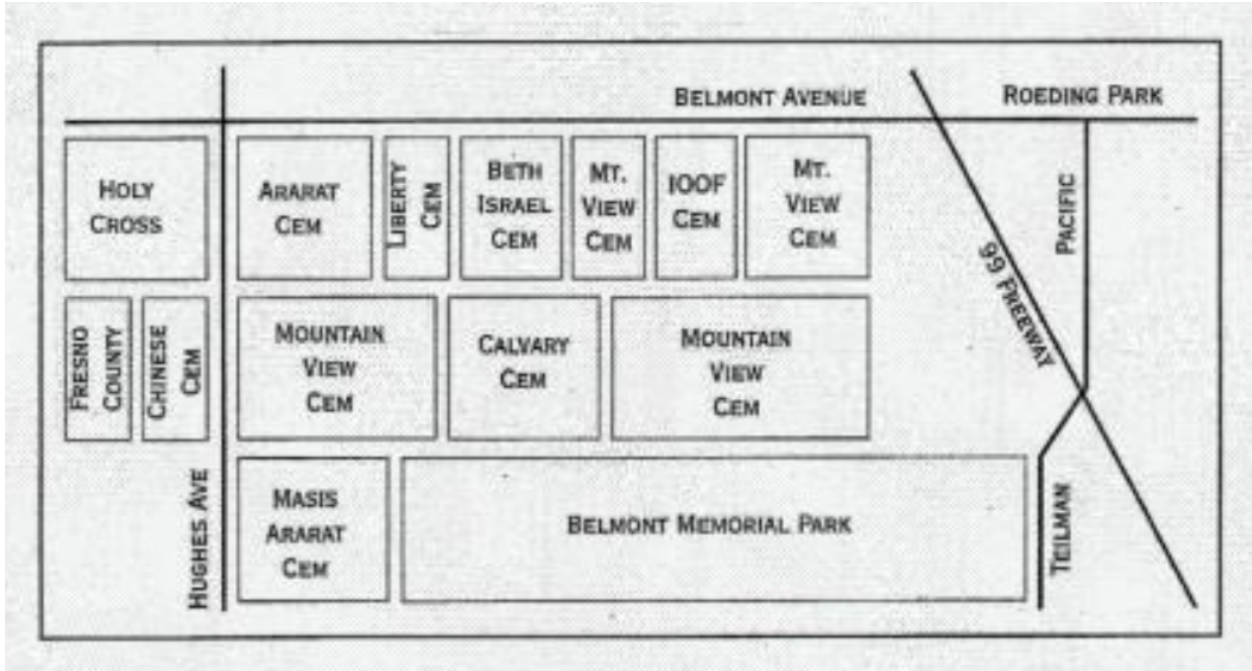 BELMONT AVENUE
ROEDING PARK
HOLY
CROSS
ARARAT
CEM
LIBERTY
CEM
BETH
ISRAEL
CEM
MT.
VIEW
CEM
IOOF
CEM
MT.
VIEW
CEM
PACIFIC
99 FREEWAY
FRESNO
COUNTY
CHINESE
CEM
MOUNTAIN
VIEW
CEM
CALVARY
CEM
MOUNTAIN
VIEW
CEM
HUGHES AVE
MASIS
ARARAT
CEM
BELMONT MEMORIAL PARK
TEILMAN